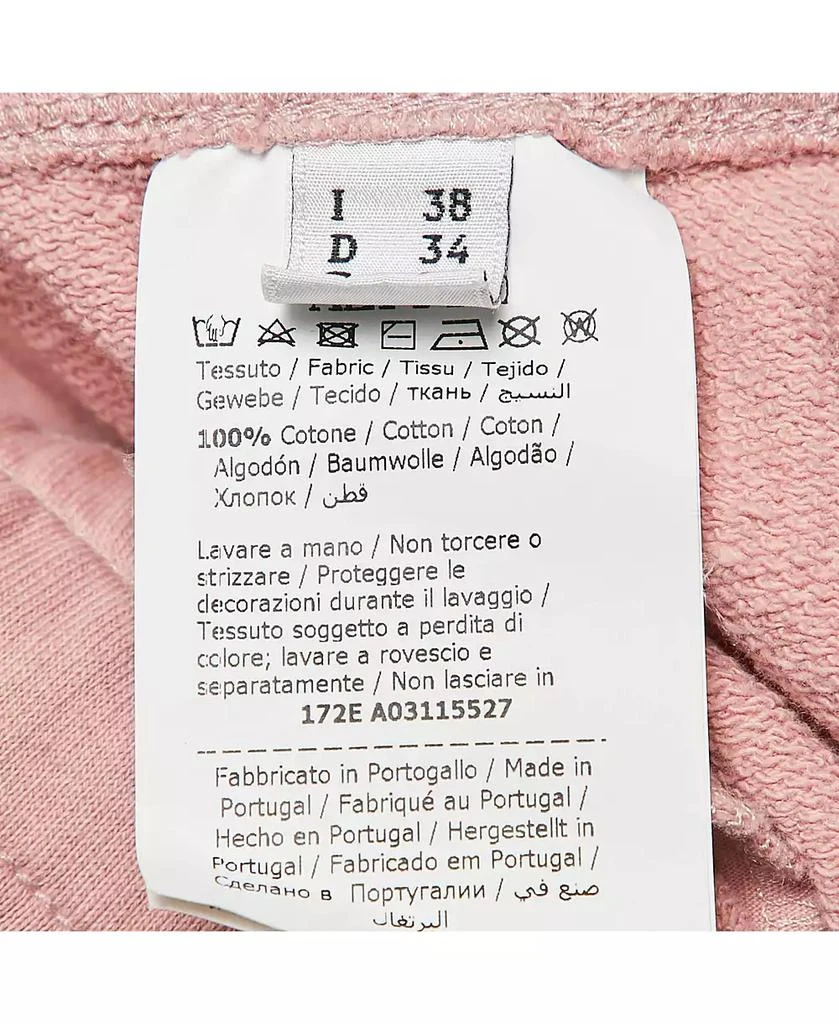 I 38
D 34
Tessuto / Fabric / Tissu / Tejido /
Gewebe / Tecido / ткань / النسيج
100% Cotone / Cotton / Coton /
Algodón / Baumwolle / Algodão /
Хлопок / قطن
Lavare a mano / Non torcere o
strizzare / Proteggere le
decorazioni durante il lavaggio /
Tessuto soggetto a perdita di
colore; lavare a rovescio e
separatamente / Non lasciare in
172E A03115527
Fabbricato in Portogallo / Made in
Portugal / Fabriqué au Portugal /
Hecho en Portugal / Hergestellt in
Portugal / Fabricado em Portugal /
Сделано в Португалии / صنع في
البرتغال